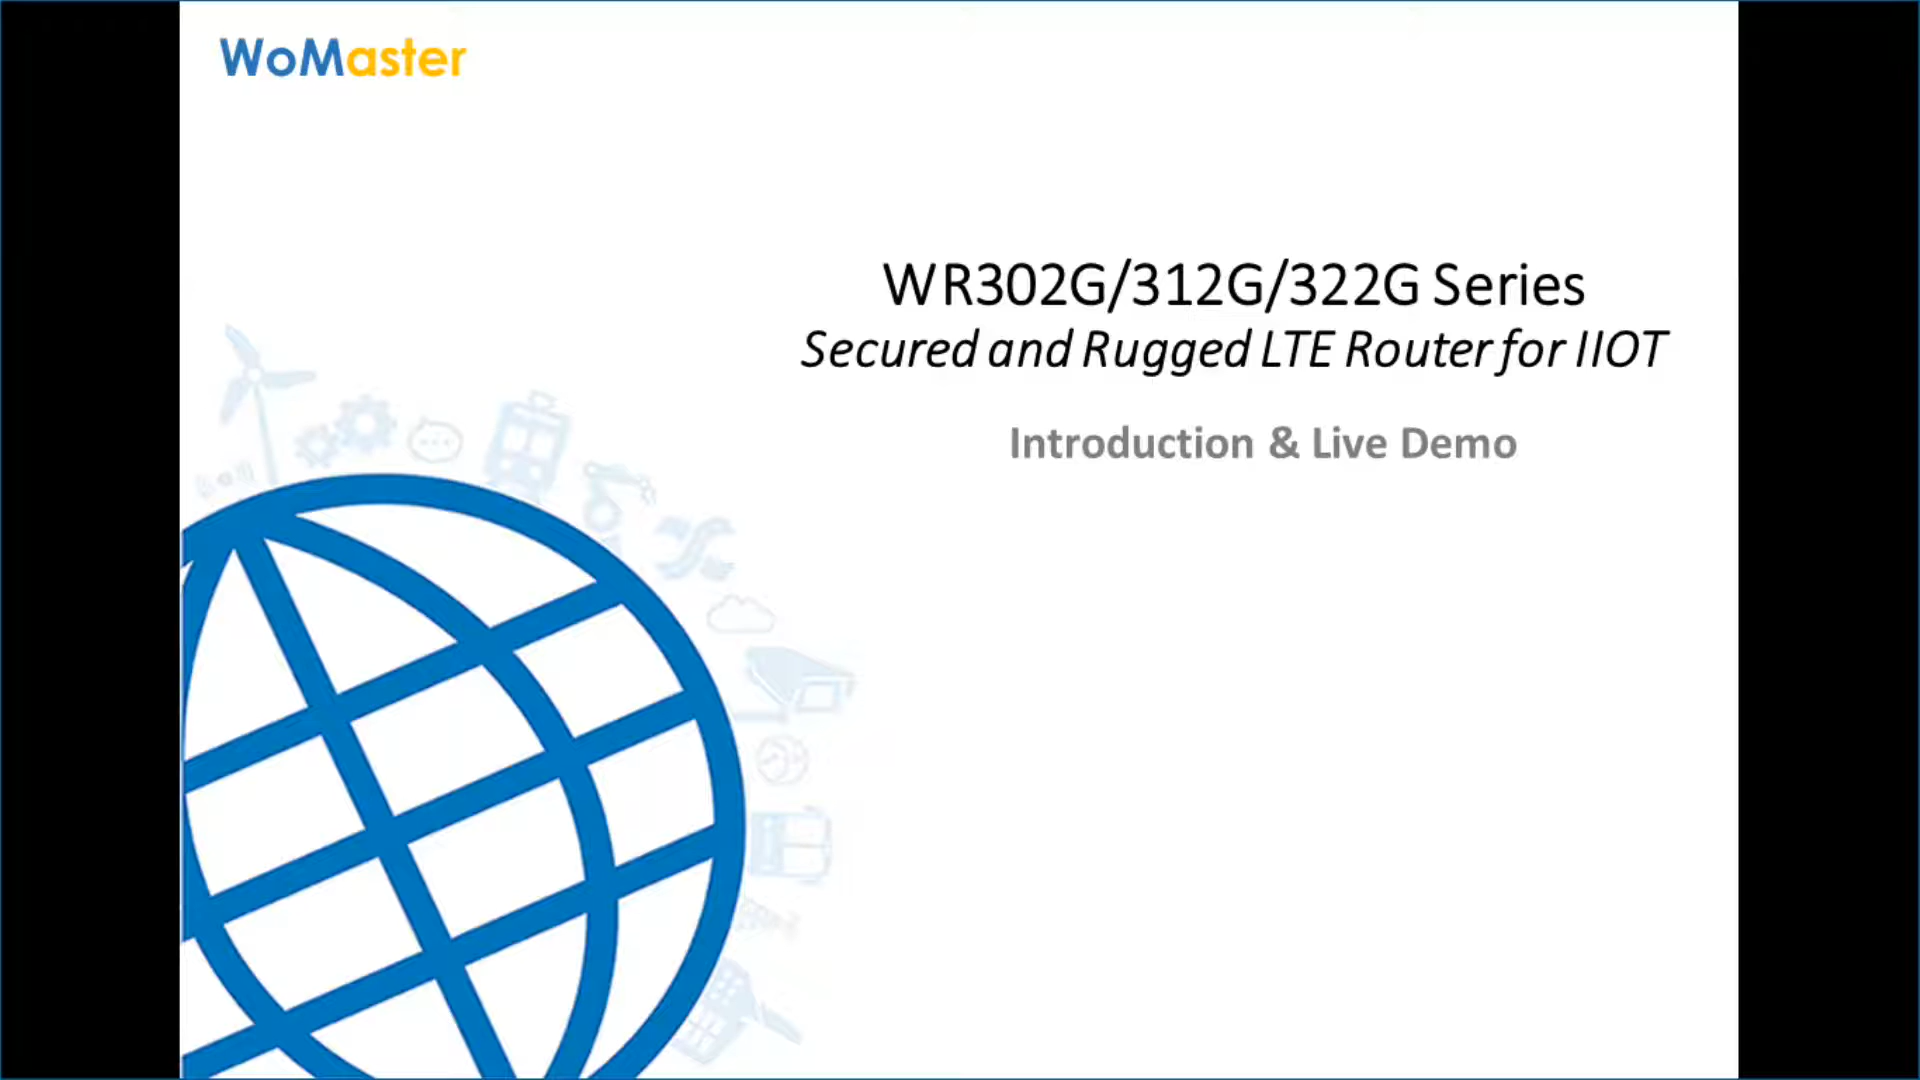 WoMaster
WR302G/312G/322G Series
Secured and Rugged LTE Router for IIOT
Introduction & Live Demo